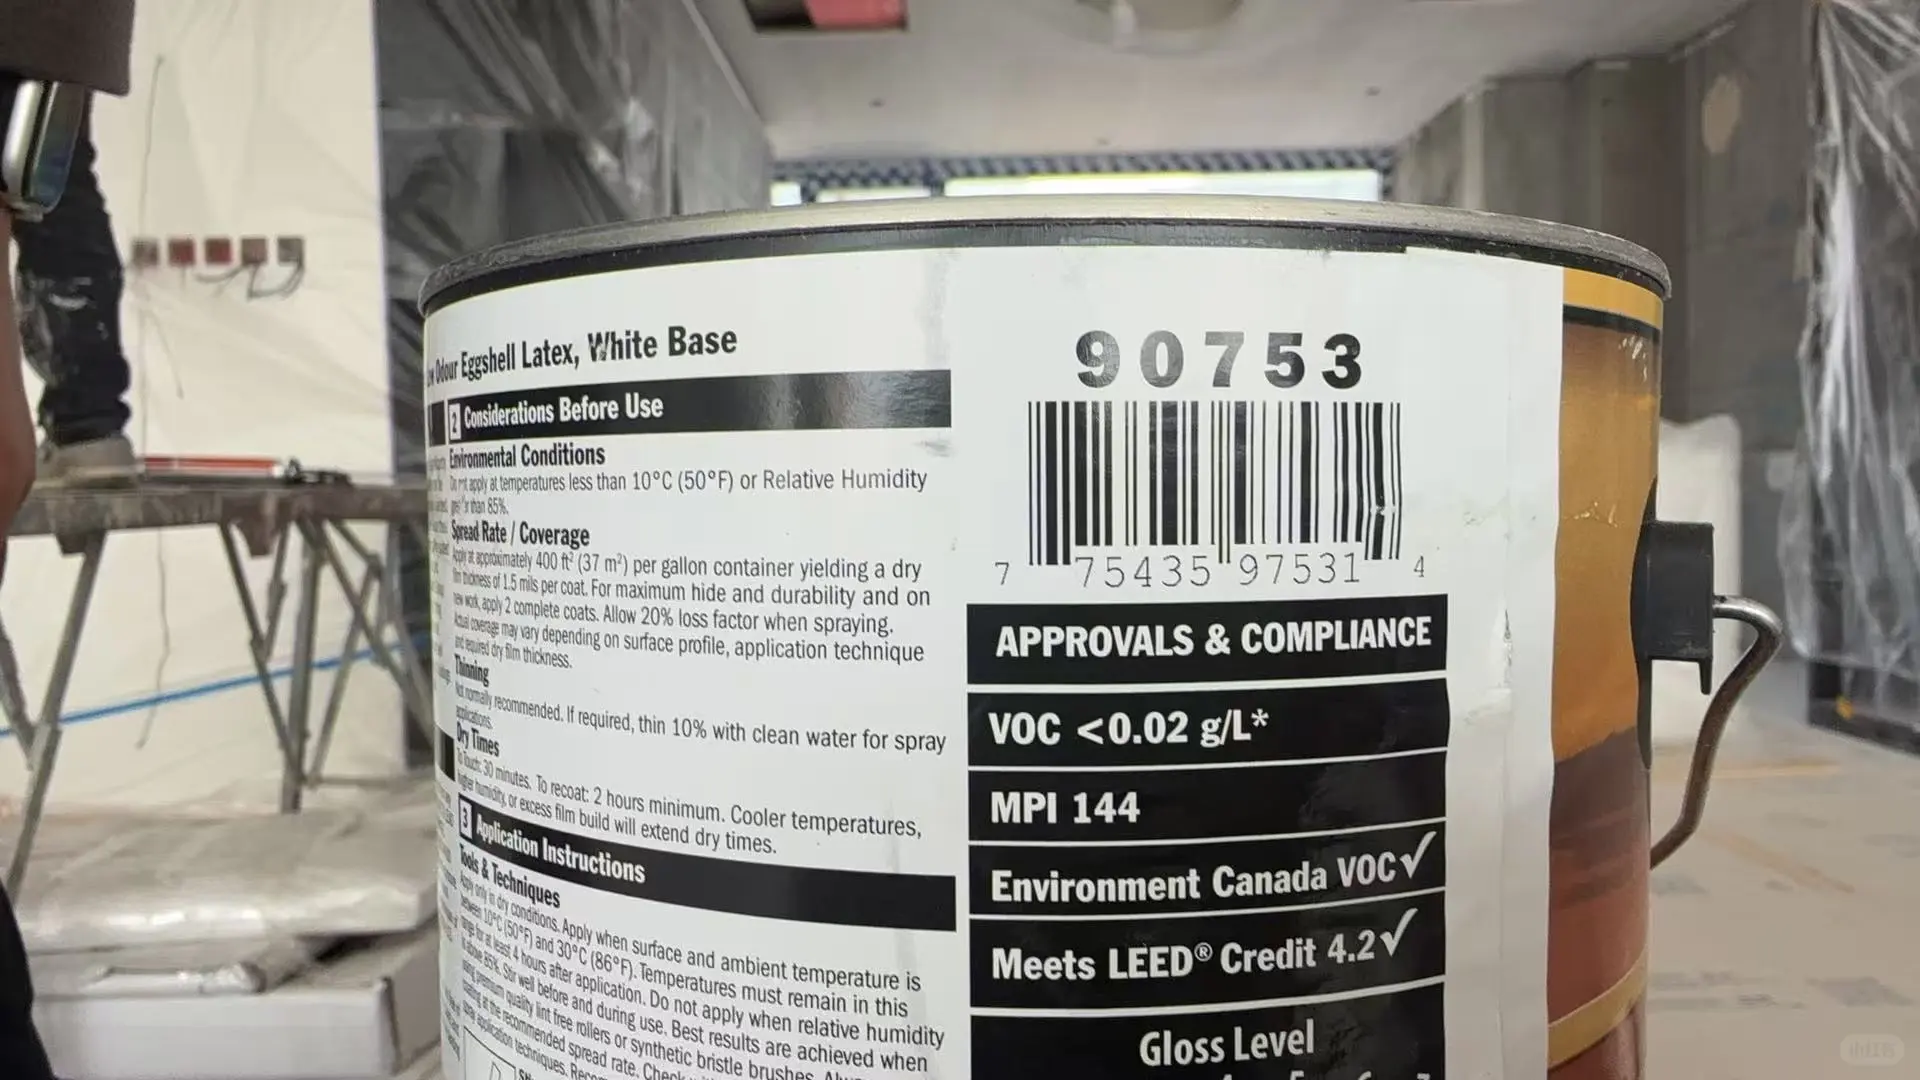 Odour Eggshell Latex, White Base
2 Considerations Before Use
Environmental Conditions
Do not apply at temperatures less than 10°C (50°F) or Relative Humidity
than 85%.
Spread Rate / Coverage
Apply at approximately 400 ft² (37 m²) per gallon container yielding a dry
film thickness of 1.5 mils per coat. For maximum hide and durability and on
new work, apply 2 complete coats. Allow 20% loss factor when spraying.
Actual coverage may vary depending on surface profile, application technique
and required dry film thickness.
Thinning
Not normally recommended. If required, thin 10% with clean water for spray
applications.
Dry Times
To Touch: 30 minutes. To recoat: 2 hours minimum. Cooler temperatures,
higher humidity, or excess film build will extend dry times.
3 Application Instructions
Tools & Techniques
Apply only in dry conditions. Apply when surface and ambient temperature is
between 10°C (50°F) and 30°C (86°F). Temperatures must remain in this
range for at least 4 hours after application. Do not apply when relative humidity
is above 85%. Stir well before and during use. Best results are achieved when
using premium quality lint free rollers or synthetic bristle brushes.
coating at the recommended spread rate. Check
spray application techniques.
90753
7 75435 97531 4
APPROVALS & COMPLIANCE
VOC <0.02 g/L*
MPI 144
Environment Canada VOC✓
Meets LEED® Credit 4.2✓
Gloss Level
小红书